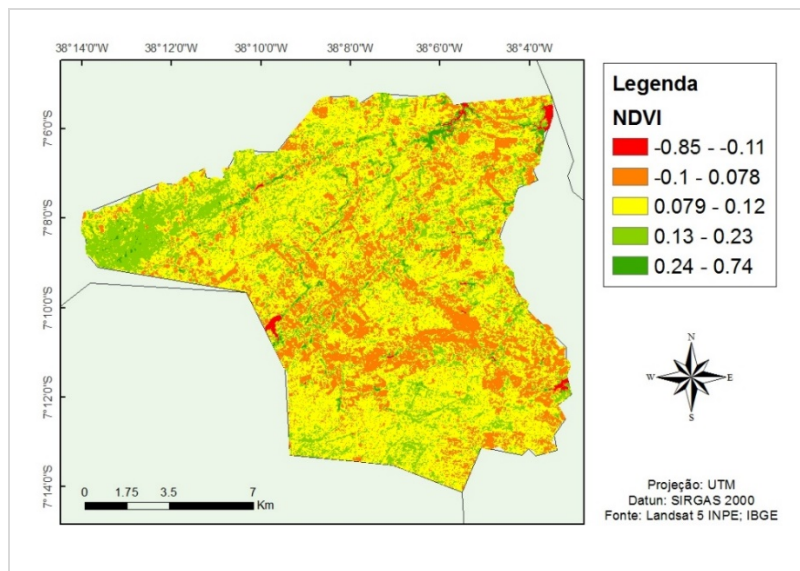 38°14'0"W 38°12'0"W 38°10'0"W 38°8'0"W 38°6'0"W 38°4'0"W
7°6'0"S
7°8'0"S
7°10'0"S
7°12'0"S
7°14'0"S
0 1.75 3.5 7
Km
Legenda
NDVI
-0.85 - -0.11
-0.1 - 0.078
0.079 - 0.12
0.13 - 0.23
0.24 - 0.74
N
W E
S
Projeção: UTM
Datun: SIRGAS 2000
Fonte: Landsat 5 INPE; IBGE